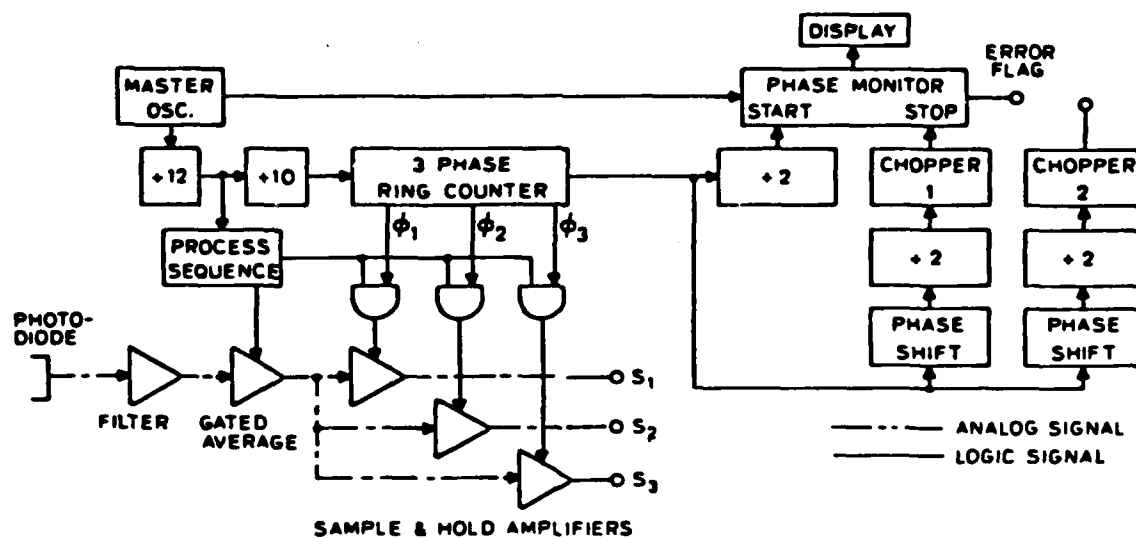 DISPLAY
ERROR
FLAG
MASTER
OSC.
PHASE MONITOR
START STOP
÷12
÷10
3 PHASE
RING COUNTER
÷2
CHOPPER
1
CHOPPER
2
ϕ1 ϕ2 ϕ3
PROCESS
SEQUENCE
÷2
÷2
PHOTO-
DIODE
PHASE
SHIFT
PHASE
SHIFT
S1
FILTER
GATED
AVERAGE
S2
ANALOG SIGNAL
LOGIC SIGNAL
S3
SAMPLE & HOLD AMPLIFIERS